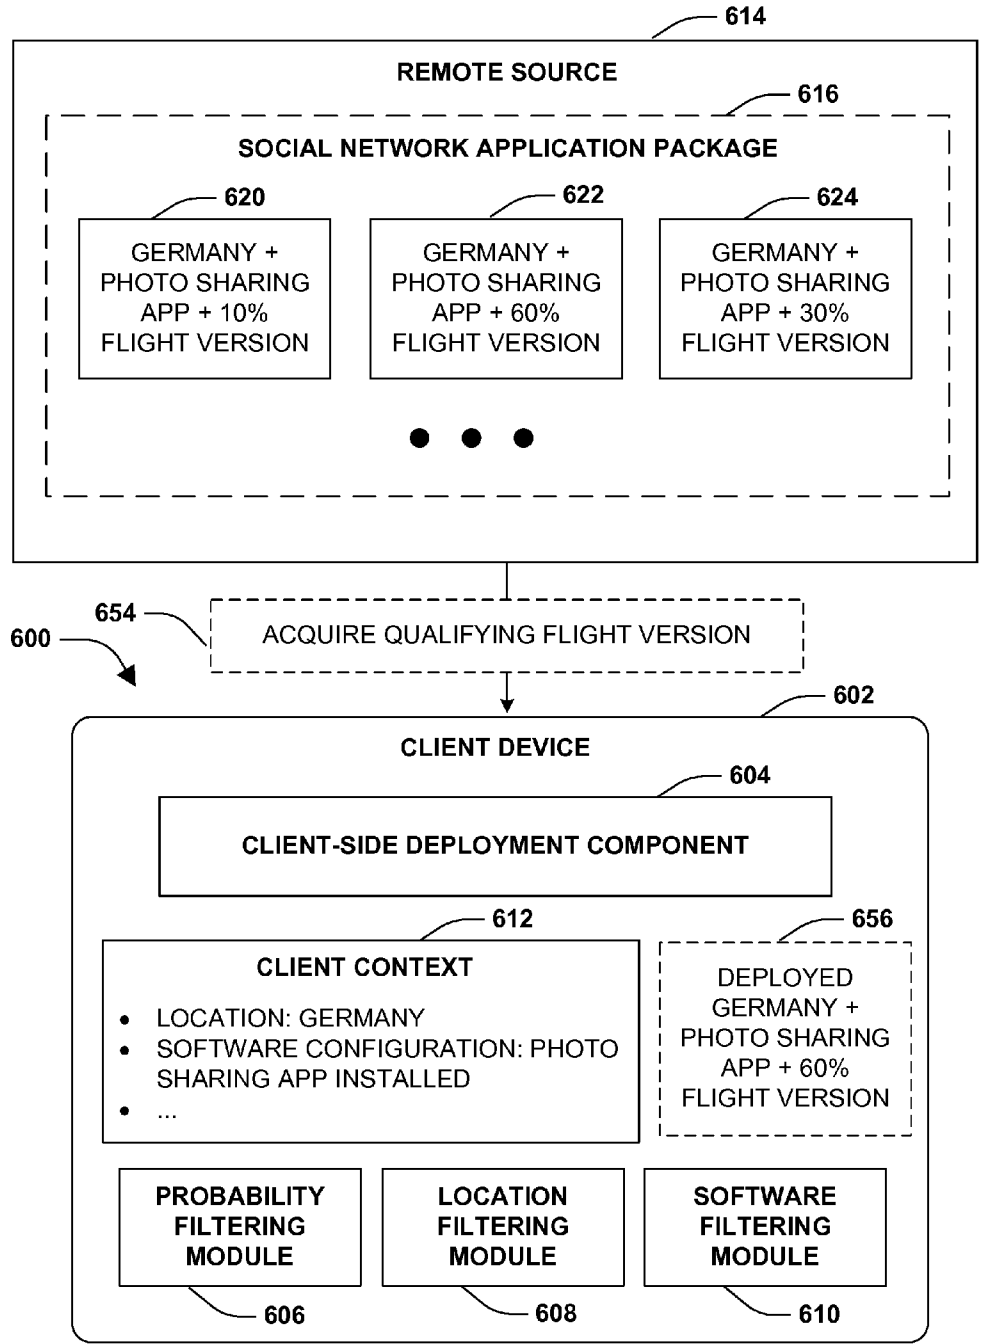 614
REMOTE SOURCE
616
SOCIAL NETWORK APPLICATION PACKAGE
620
GERMANY +
PHOTO SHARING
APP + 10%
FLIGHT VERSION
622
GERMANY +
PHOTO SHARING
APP + 60%
FLIGHT VERSION
624
GERMANY +
PHOTO SHARING
APP + 30%
FLIGHT VERSION
654
ACQUIRE QUALIFYING FLIGHT VERSION
600
602
CLIENT DEVICE
604
CLIENT-SIDE DEPLOYMENT COMPONENT
612
CLIENT CONTEXT
• LOCATION: GERMANY
• SOFTWARE CONFIGURATION: PHOTO
SHARING APP INSTALLED
• ...
656
DEPLOYED
GERMANY +
PHOTO SHARING
APP + 60%
FLIGHT VERSION
PROBABILITY
FILTERING
MODULE
606
LOCATION
FILTERING
MODULE
608
SOFTWARE
FILTERING
MODULE
610